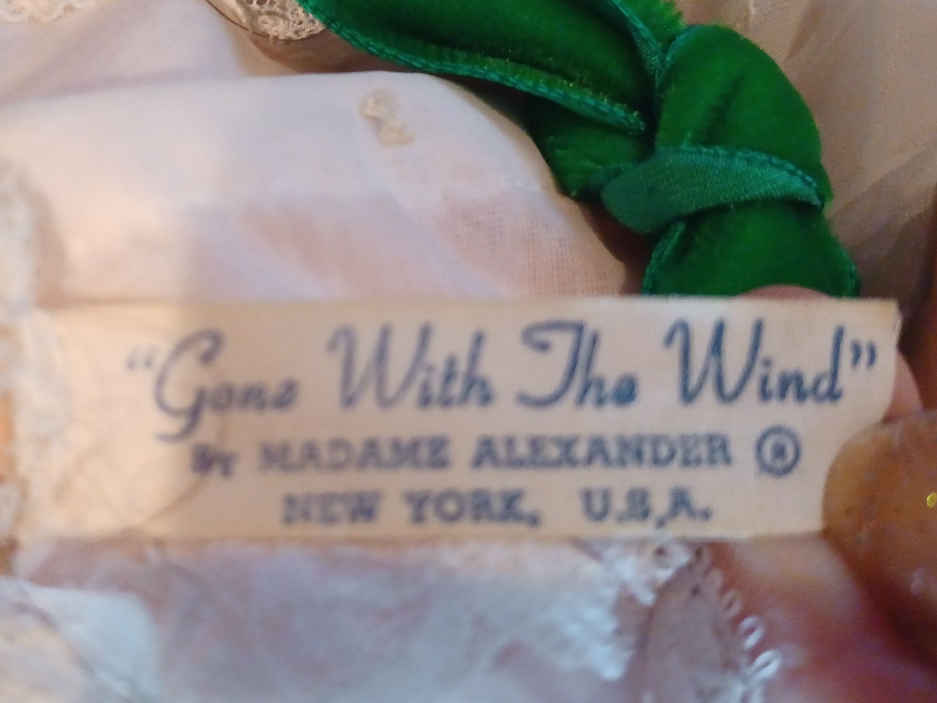 "Gone With The Wind"
BY MADAME ALEXANDER ®
NEW YORK, U.S.A.